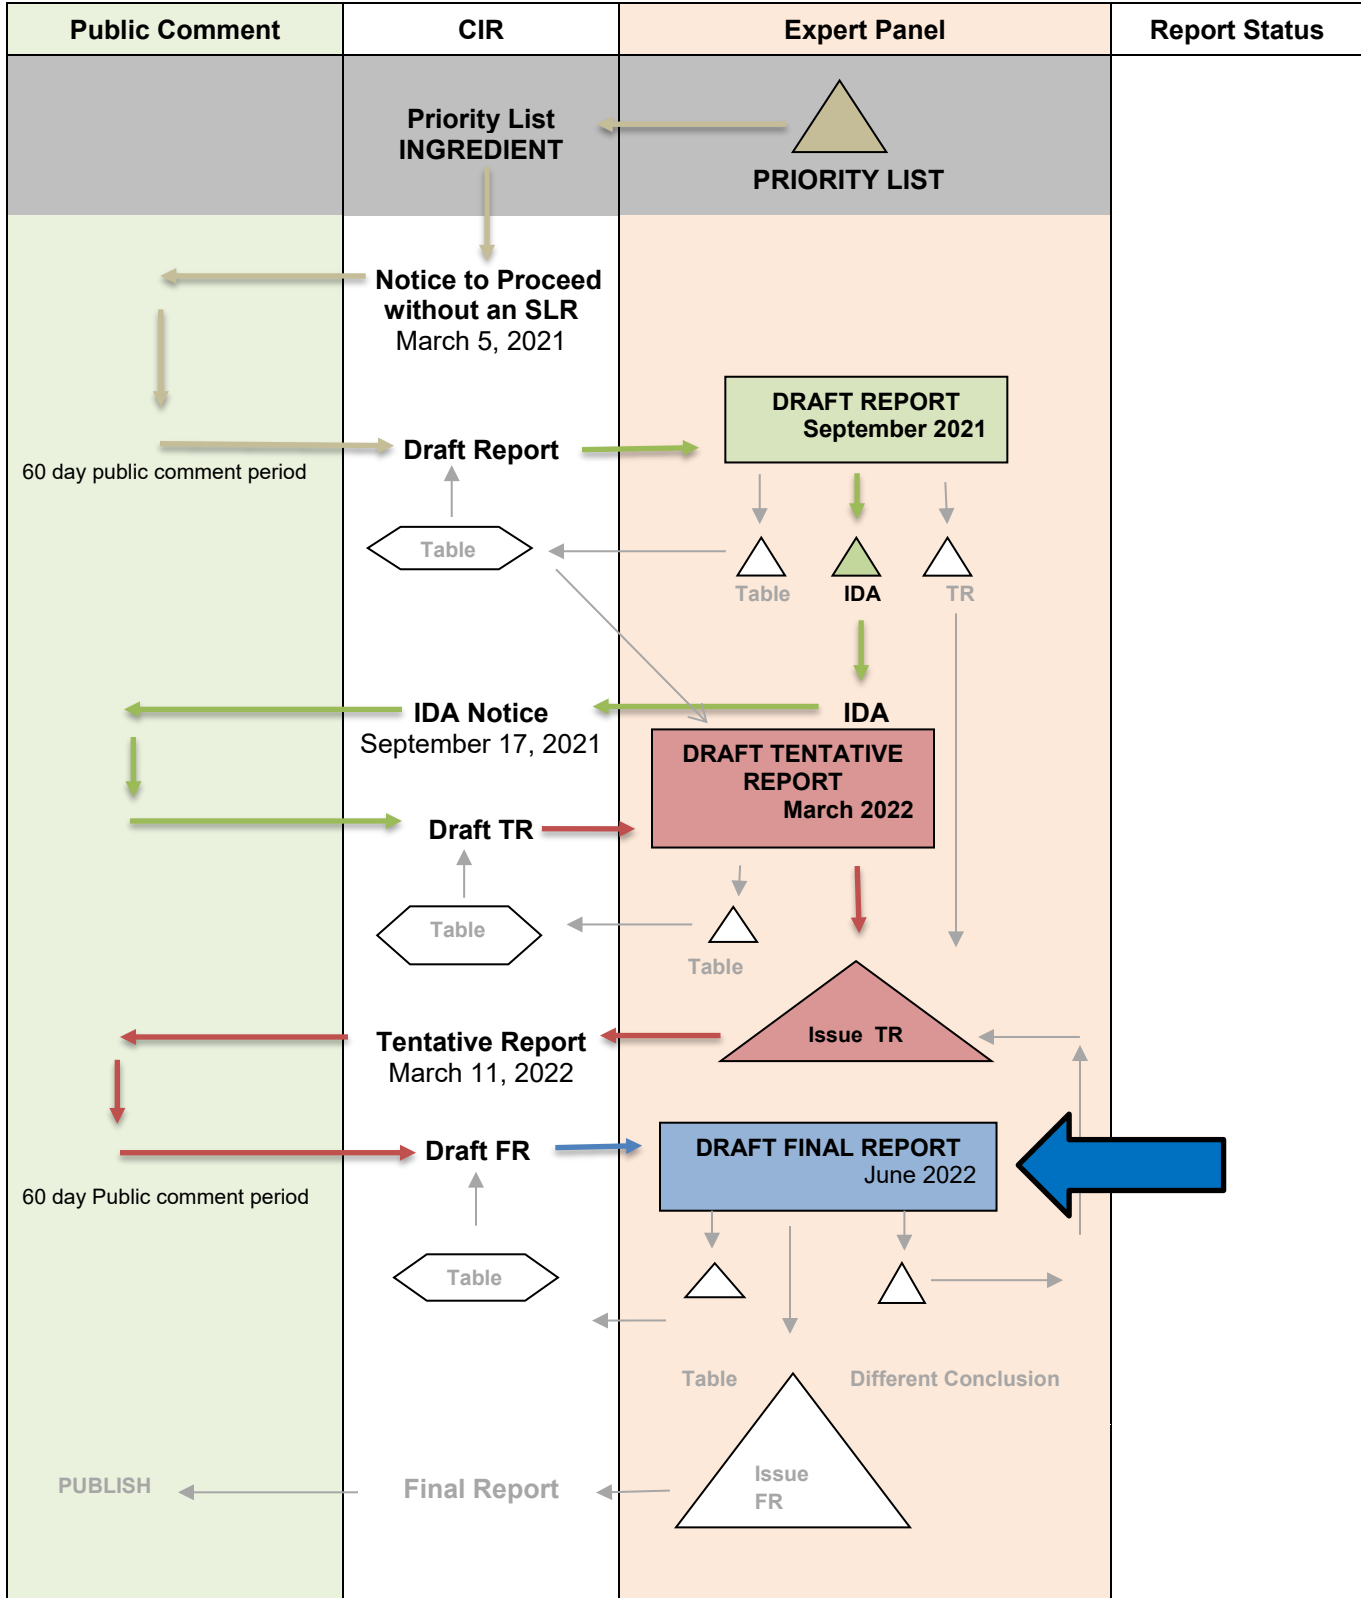 Public Comment
CIR
Expert Panel
Report Status
Priority List
INGREDIENT
PRIORITY LIST
Notice to Proceed
without an SLR
March 5, 2021
DRAFT REPORT
September 2021
60 day public comment period
Draft Report
Table
Table
IDA
TR
IDA Notice
September 17, 2021
IDA
DRAFT TENTATIVE
REPORT
March 2022
Draft TR
Table
Table
Issue TR
Tentative Report
March 11, 2022
Draft FR
DRAFT FINAL REPORT
June 2022
60 day Public comment period
Table
Table
Different Conclusion
PUBLISH
Final Report
Issue
FR